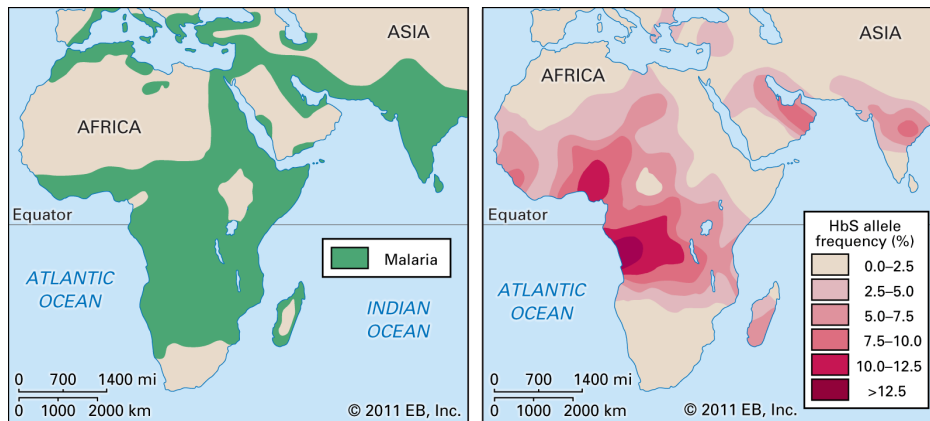 ASIA
AFRICA
Equator
Malaria
ATLANTIC
OCEAN
INDIAN
OCEAN
0 700 1400 mi
0 1000 2000 km
© 2011 EB, Inc.
ASIA
AFRICA
Equator
HbS allele
frequency (%)
0.0–2.5
2.5–5.0
5.0–7.5
7.5–10.0
10.0–12.5
>12.5
ATLANTIC
OCEAN
0 700 1400 mi
0 1000 2000 km
© 2011 EB, Inc.